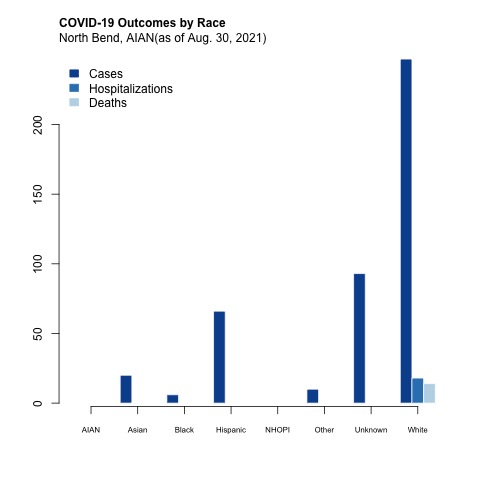 COVID-19 Outcomes by Race
North Bend, AIAN(as of Aug. 30, 2021)
Cases
Hospitalizations
Deaths
200
150
100
50
0
AIAN Asian Black Hispanic NHOPI Other Unknown White